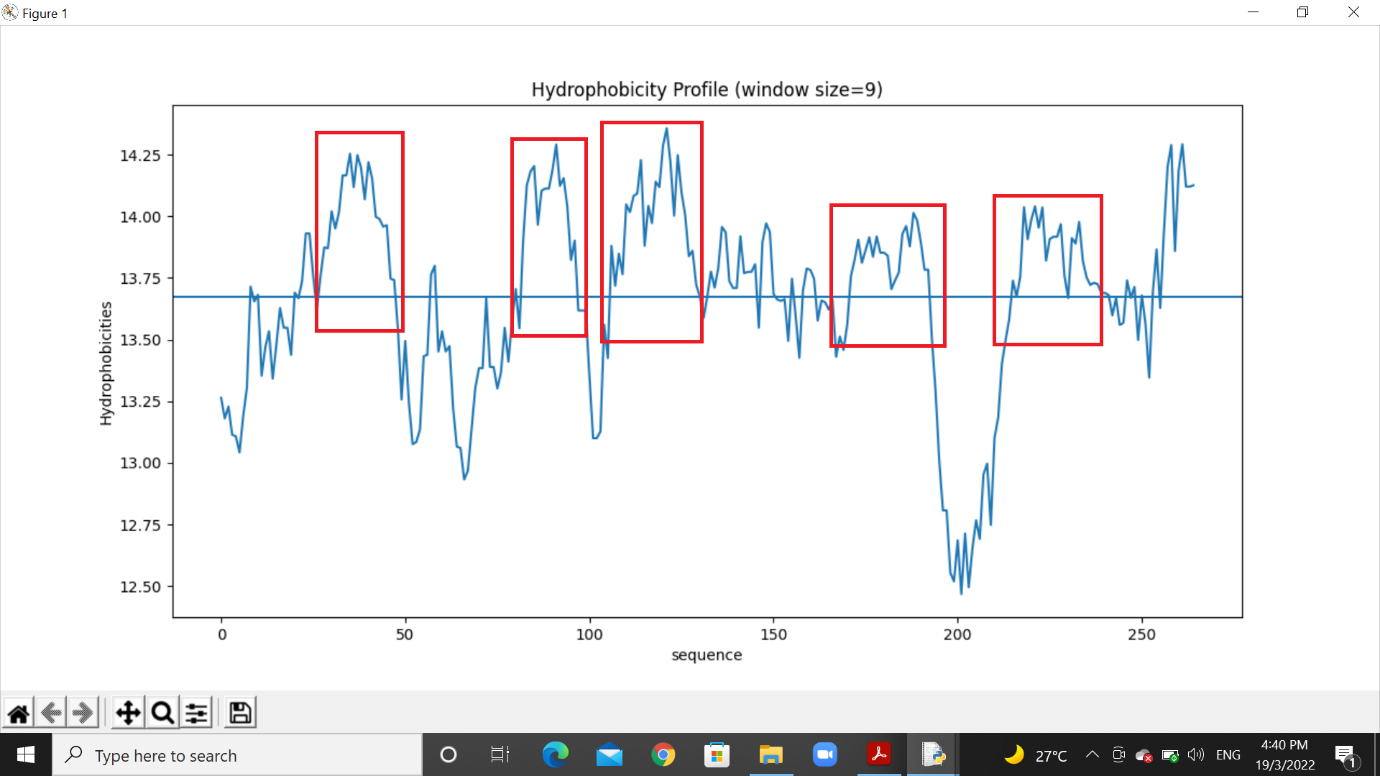 Figure 1
Hydrophobicity Profile (window size=9)
14.25
14.00
13.75
13.50
13.25
13.00
12.75
12.50
Hydrophobicities
0 50 100 150 200 250
sequence
Type here to search
27°C
ENG
4:40 PM
19/3/2022
1